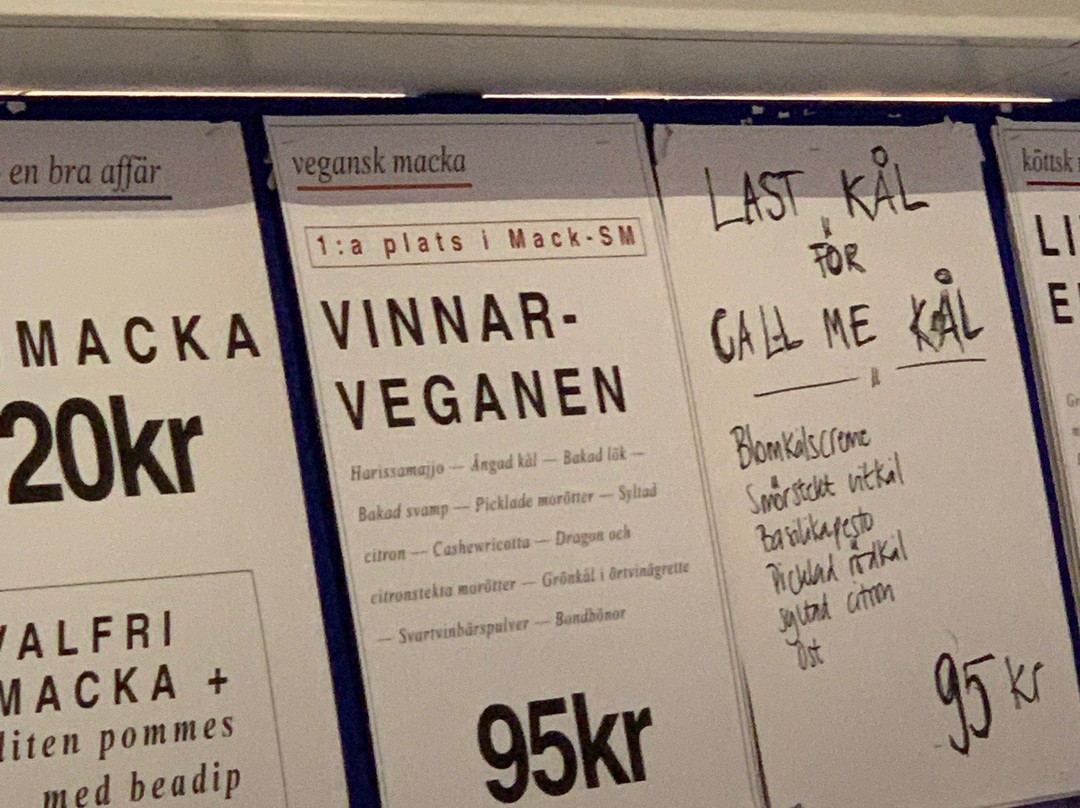 en bra affär
MACKA
20kr
VALFRI
MACKA +
liten pommes
med beadip
vegansk macka
1:a plats i Mack-SM
VINNAR-
VEGANEN
Harissamajjo — Ångad kål — Bakad lök —
Bakad svamp — Picklade morötter — Syltad
citron — Cashewricotta — Dragon och
citronstekta morötter — Grönkål i örtvinägrette
— Svartvinbärspulver — Bondbönor
95kr
LAST KÅL
FÖR
CALL ME KÅL
Blomkålscreme
Smörstekt vitkål
Basilikapesto
Picklad rödkål
syltad citron
Ost
95 kr
köttsk
LI
E